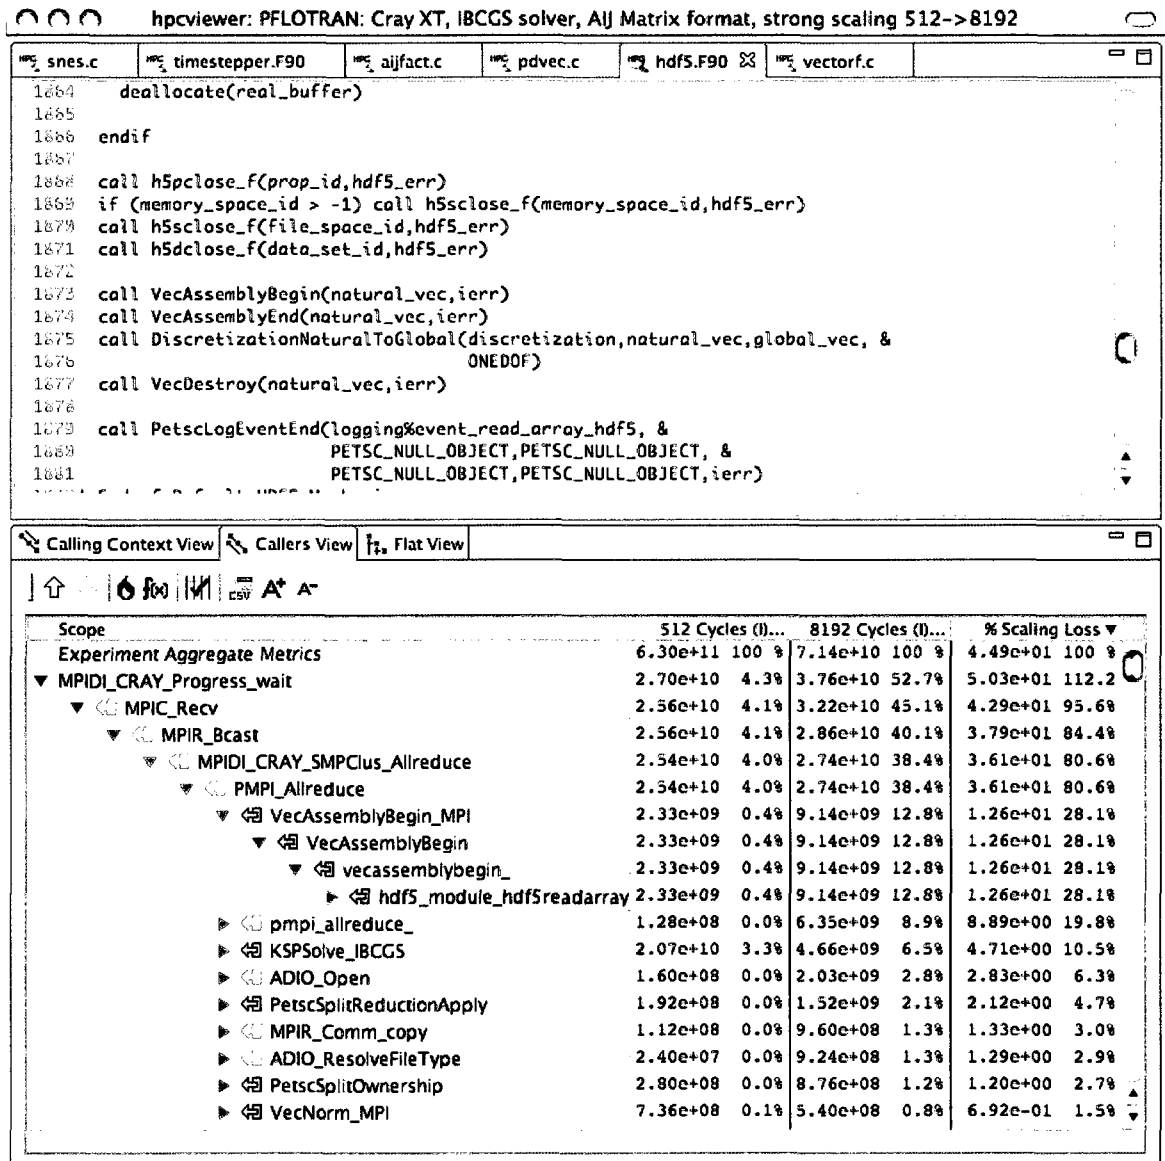 hpcviewer: PFLOTRAN: Cray XT, IBCGS solver, AIJ Matrix format, strong scaling 512->8192
snes.c timestepper.F90 aijfact.c pdvec.c hdf5.F90 vectorf.c
1864 deallocate(real_buffer)
1865
1866 endif
1867
1868 call h5pclose_f(prop_id,hdf5_err)
1869 if (memory_space_id > -1) call h5sclose_f(memory_space_id,hdf5_err)
1870 call h5sclose_f(file_space_id,hdf5_err)
1871 call h5dclose_f(data_set_id,hdf5_err)
1872
1873 call VecAssemblyBegin(natural_vec,ierr)
1874 call VecAssemblyEnd(natural_vec,ierr)
1875 call DiscretizationNaturalToGlobal(discretization,natural_vec,global_vec, &
1876 ONEDOF)
1877 call VecDestroy(natural_vec,ierr)
1878
1879 call PetscLogEventEnd(logging%event_read_array_hdf5, &
1880 PETSC_NULL_OBJECT,PETSC_NULL_OBJECT, &
1881 PETSC_NULL_OBJECT,PETSC_NULL_OBJECT,ierr)
Calling Context View Callers View Flat View
f(x) CSV A+ A-
Scope 512 Cycles (I)... 8192 Cycles (I)... % Scaling Loss
Experiment Aggregate Metrics 6.30e+11 100 % 7.14e+10 100 % 4.49e+01 100 %
MPIDI_CRAY_Progress_wait 2.70e+10 4.3% 3.76e+10 52.7% 5.03e+01 112.2
MPIC_Recv 2.56e+10 4.1% 3.22e+10 45.1% 4.29e+01 95.6%
MPIR_Bcast 2.56e+10 4.1% 2.86e+10 40.1% 3.79e+01 84.4%
MPIDI_CRAY_SMPClus_Allreduce 2.54e+10 4.0% 2.74e+10 38.4% 3.61e+01 80.6%
PMPI_Allreduce 2.54e+10 4.0% 2.74e+10 38.4% 3.61e+01 80.6%
VecAssemblyBegin_MPI 2.33e+09 0.4% 9.14e+09 12.8% 1.26e+01 28.1%
VecAssemblyBegin 2.33e+09 0.4% 9.14e+09 12.8% 1.26e+01 28.1%
vecassemblybegin_ 2.33e+09 0.4% 9.14e+09 12.8% 1.26e+01 28.1%
hdf5_module_hdf5readarray 2.33e+09 0.4% 9.14e+09 12.8% 1.26e+01 28.1%
pmpi_allreduce_ 1.28e+08 0.0% 6.35e+09 8.9% 8.89e+00 19.8%
KSPSolve_IBCGS 2.07e+10 3.3% 4.66e+09 6.5% 4.71e+00 10.5%
ADIO_Open 1.60e+08 0.0% 2.03e+09 2.8% 2.83e+00 6.3%
PetscSplitReductionApply 1.92e+08 0.0% 1.52e+09 2.1% 2.12e+00 4.7%
MPIR_Comm_copy 1.12e+08 0.0% 9.60e+08 1.3% 1.33e+00 3.0%
ADIO_ResolveFileType 2.40e+07 0.0% 9.24e+08 1.3% 1.29e+00 2.9%
PetscSplitOwnership 2.80e+08 0.0% 8.76e+08 1.2% 1.20e+00 2.7%
VecNorm_MPI 7.36e+08 0.1% 5.40e+08 0.8% 6.92e-01 1.5%